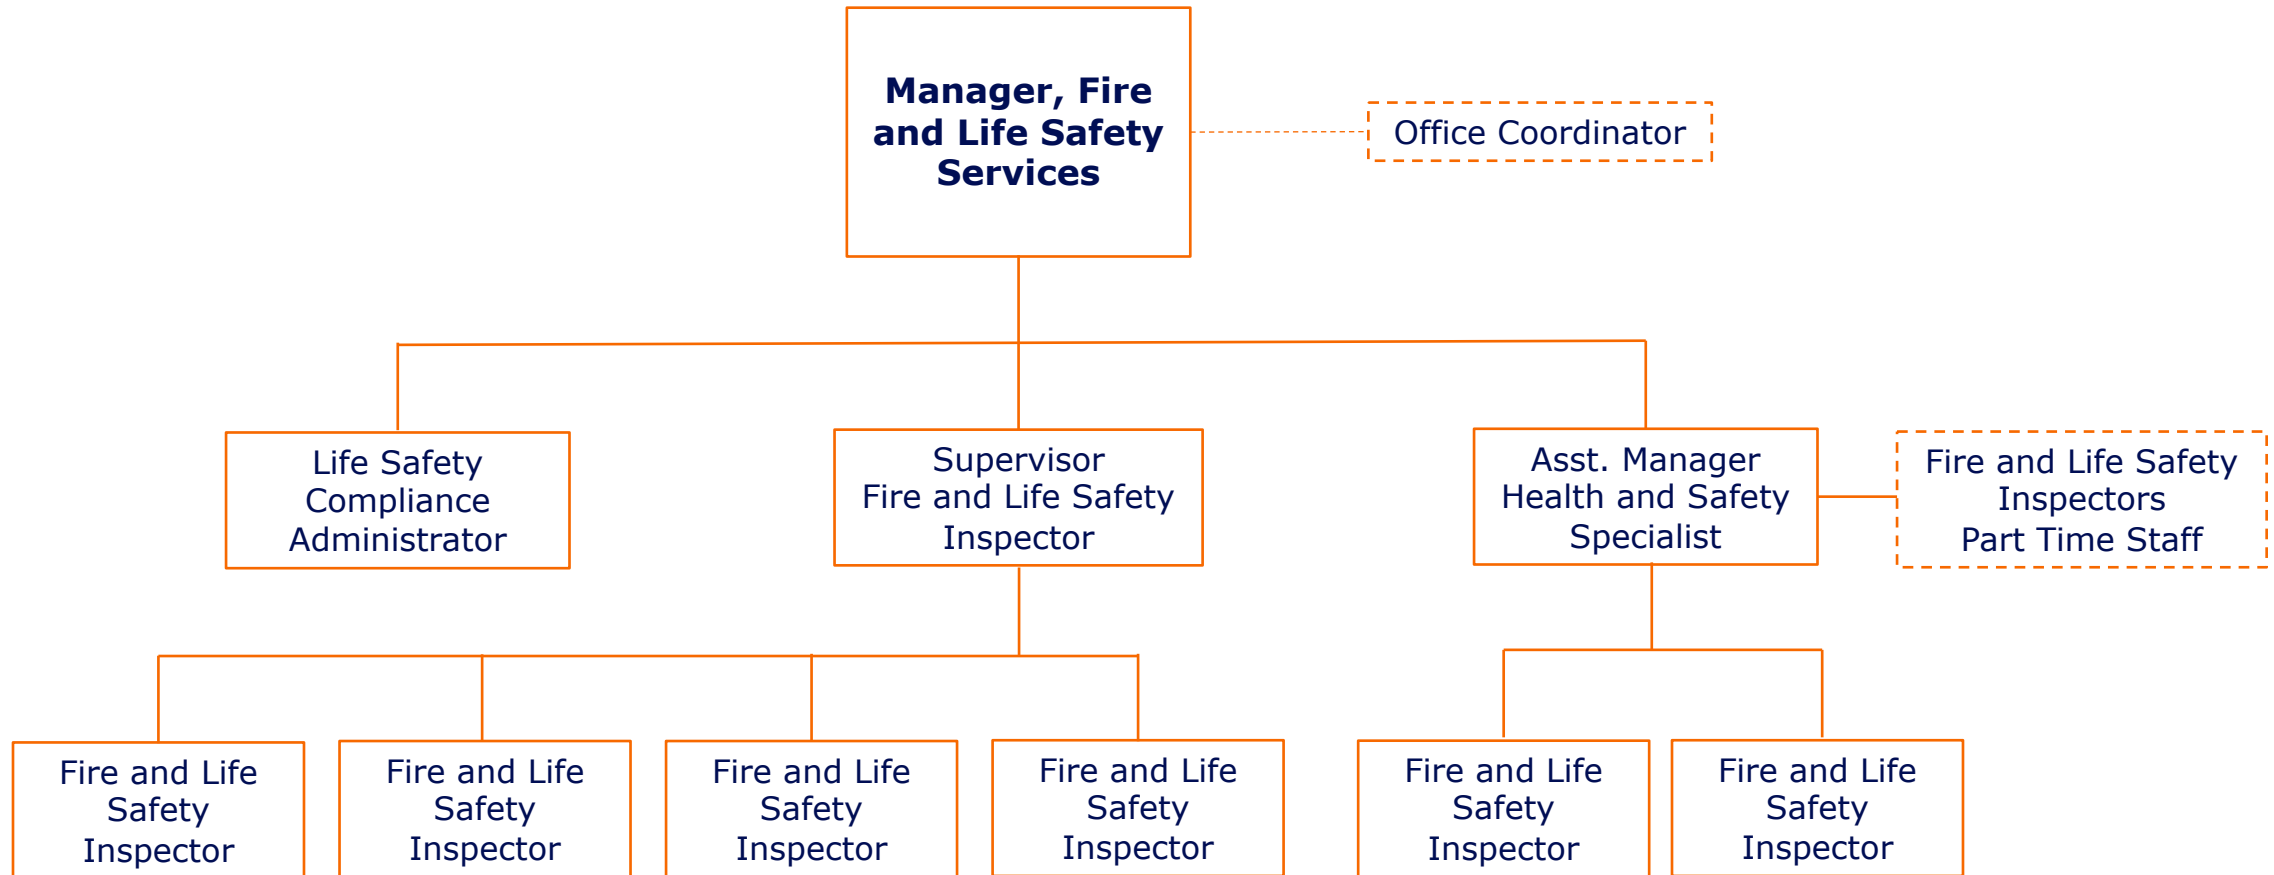 Manager, Fire
and Life Safety
Services
Office Coordinator
Life Safety
Compliance
Administrator
Supervisor
Fire and Life Safety
Inspector
Asst. Manager
Health and Safety
Specialist
Fire and Life Safety
Inspectors
Part Time Staff
Fire and Life
Safety
Inspector
Fire and Life
Safety
Inspector
Fire and Life
Safety
Inspector
Fire and Life
Safety
Inspector
Fire and Life
Safety
Inspector
Fire and Life
Safety
Inspector